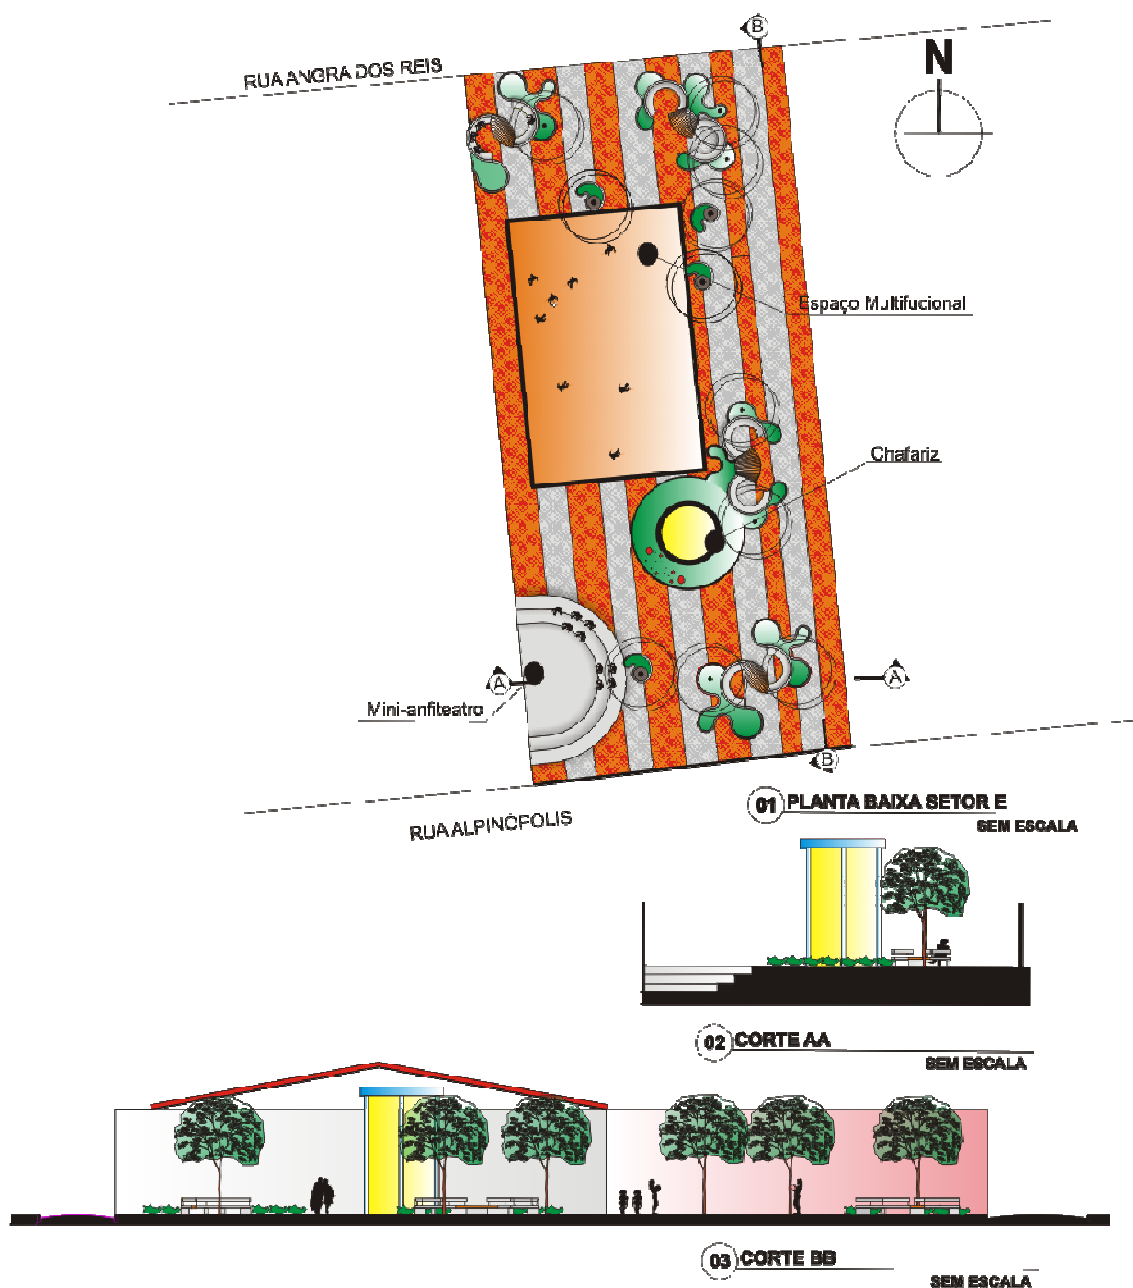 B
RUA ANGRA DOS REIS
N
Espaço Multifucional
Chafariz
A
A
Mini-anfiteatro
B
RUA ALPINÓPOLIS
01 PLANTA BAIXA SETOR E
SEM ESCALA
02 CORTE AA
SEM ESCALA
03 CORTE BB
SEM ESCALA